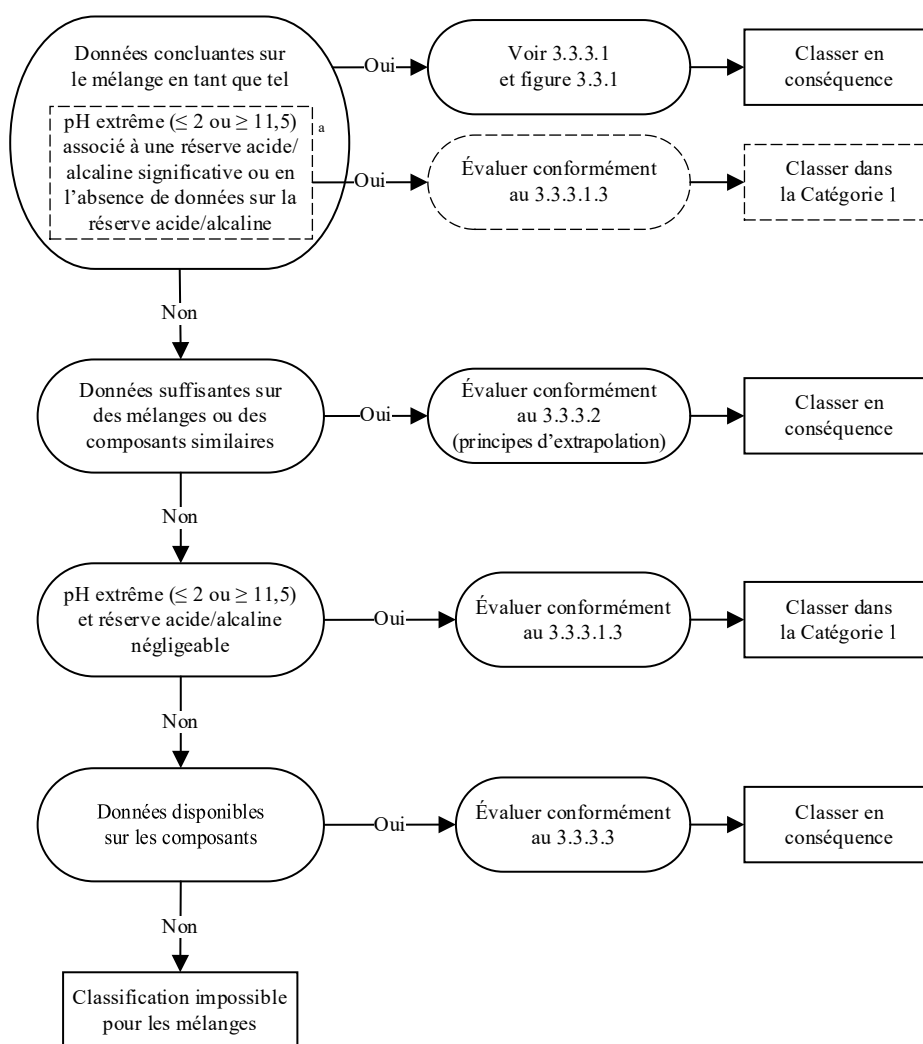 Données concluantes sur
le mélange en tant que tel
Oui
Voir 3.3.3.1
et figure 3.3.1
Classer en
conséquence
pH extrême (≤ 2 ou ≥ 11,5)
associé à une réserve acide/
alcaline significative ou en
l’absence de données sur la
réserve acide/alcaline
a
Oui
Évaluer conformément
au 3.3.3.1.3
Classer dans
la Catégorie 1
Non
Données suffisantes sur
des mélanges ou des
composants similaires
Oui
Évaluer conformément
au 3.3.3.2
(principes d’extrapolation)
Classer en
conséquence
Non
pH extrême (≤ 2 ou ≥ 11,5)
et réserve acide/alcaline
négligeable
Oui
Évaluer conformément
au 3.3.3.1.3
Classer dans
la Catégorie 1
Non
Données disponibles
sur les composants
Oui
Évaluer conformément
au 3.3.3.3
Classer en
conséquence
Non
Classification impossible
pour les mélanges